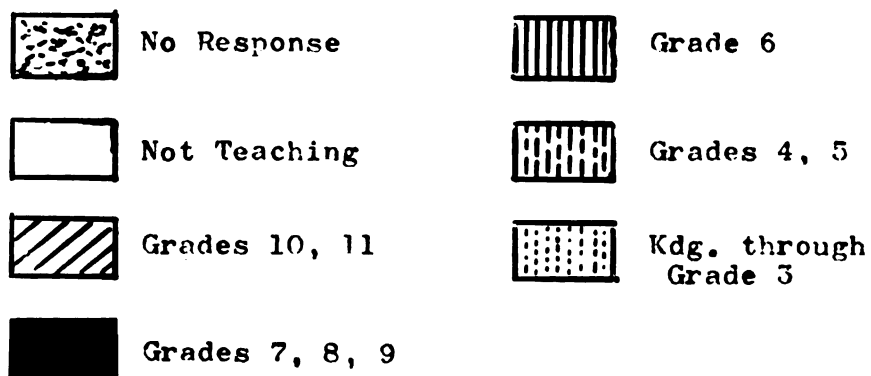 No Response
Not Teaching
Grades 10, 11
Grades 7, 8, 9
Grade 6
Grades 4, 5
Kdg. through
Grade 3